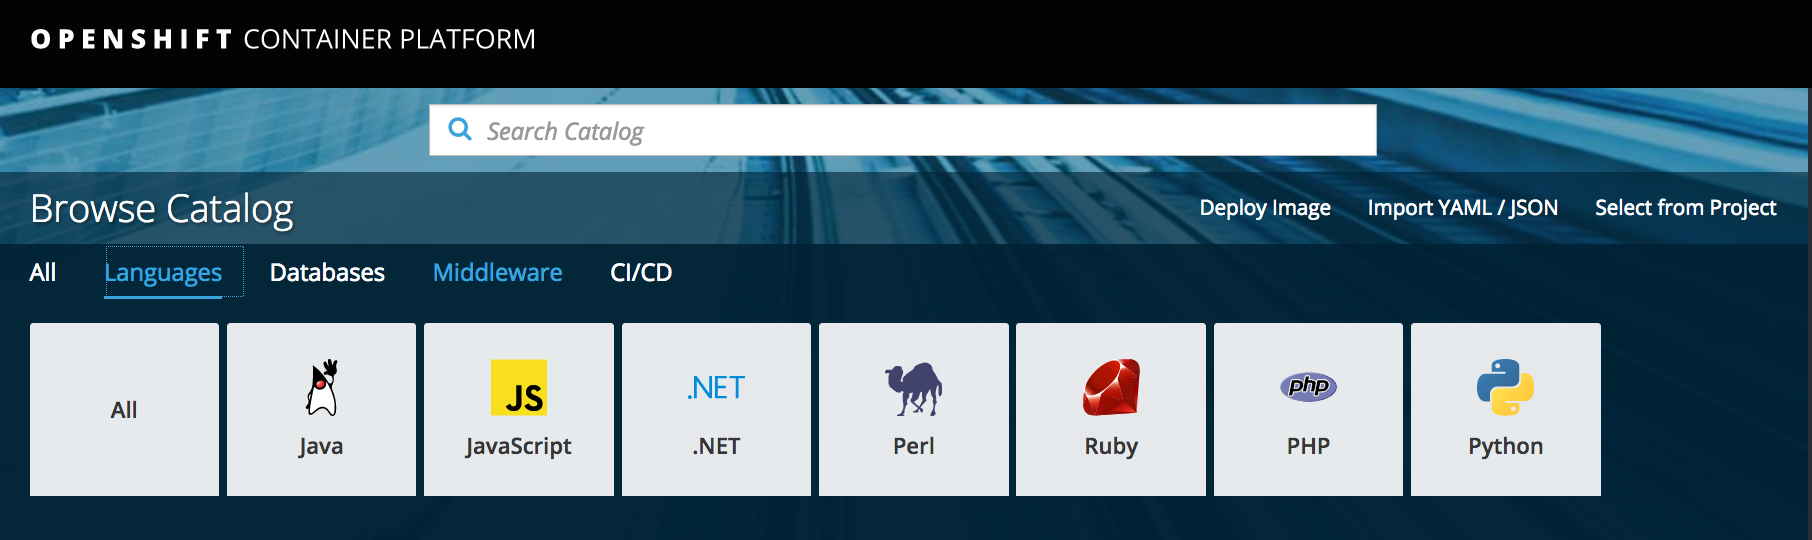 OPENSHIFT CONTAINER PLATFORM
Search Catalog
Browse Catalog
Deploy Image
Import YAML / JSON
Select from Project
All
Languages
Databases
Middleware
CI/CD
All
Java
JS
JavaScript
.NET
.NET
Perl
Ruby
php
PHP
Python